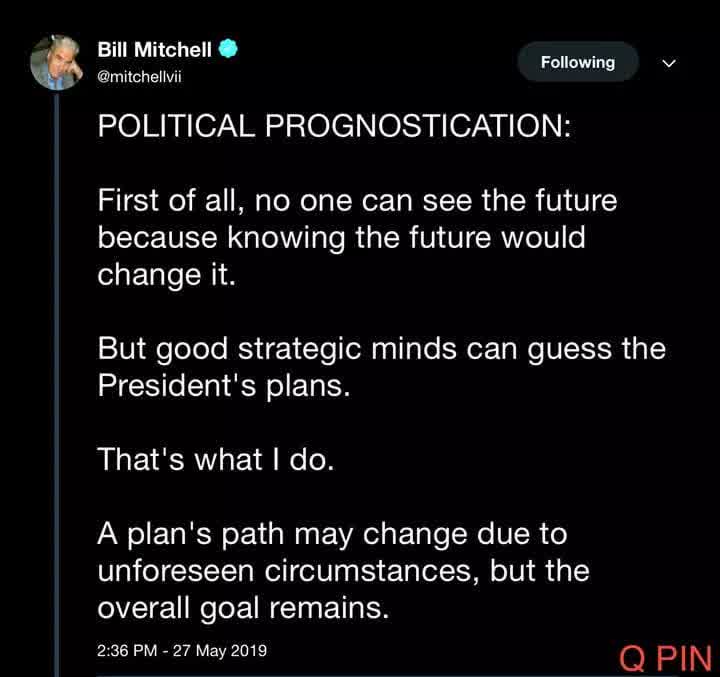 Bill Mitchell
@mitchellvii
Following
POLITICAL PROGNOSTICATION:
First of all, no one can see the future
because knowing the future would
change it.
But good strategic minds can guess the
President's plans.
That's what I do.
A plan's path may change due to
unforeseen circumstances, but the
overall goal remains.
2:36 PM - 27 May 2019
Q PIN